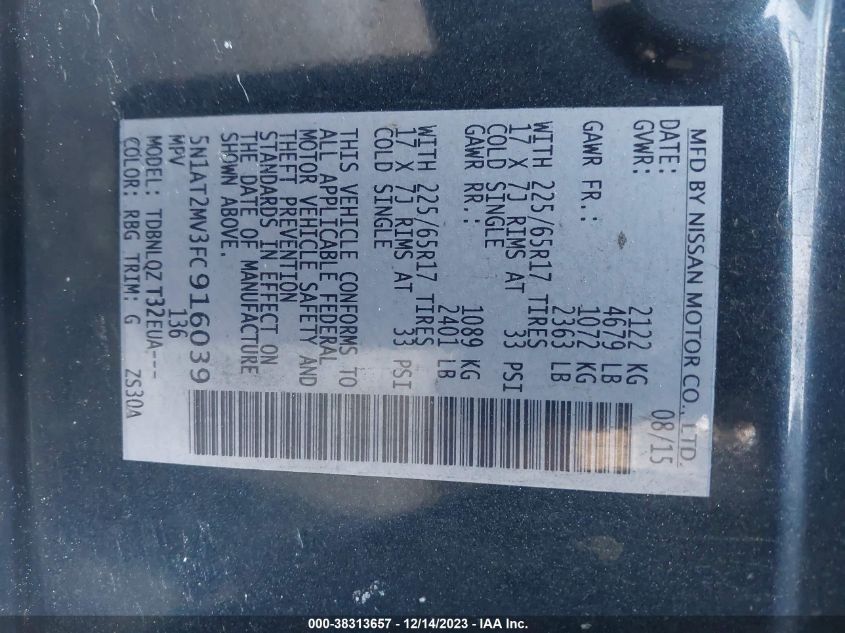 MFD BY NISSAN MOTOR CO., LTD.
DATE: 08/15
GVWR: 2122 KG
4679 LB
GAWR FR.: 1072 KG
2363 LB
WITH 225/65R17 TIRES
17 X 7J RIMS AT 33 PSI
COLD SINGLE
GAWR RR.: 1089 KG
2401 LB
WITH 225/65R17 TIRES
17 X 7J RIMS AT 33 PSI
COLD SINGLE
THIS VEHICLE CONFORMS TO
ALL APPLICABLE FEDERAL
MOTOR VEHICLE SAFETY AND
THEFT PREVENTION
STANDARDS IN EFFECT ON
THE DATE OF MANUFACTURE
SHOWN ABOVE.
5N1AT2MV3FC916039
MPV 136
MODEL: TDBNLQZ T32EUA---
COLOR: RBG TRIM: G ZS30A
000-38313657 - 12/14/2023 - IAA Inc.